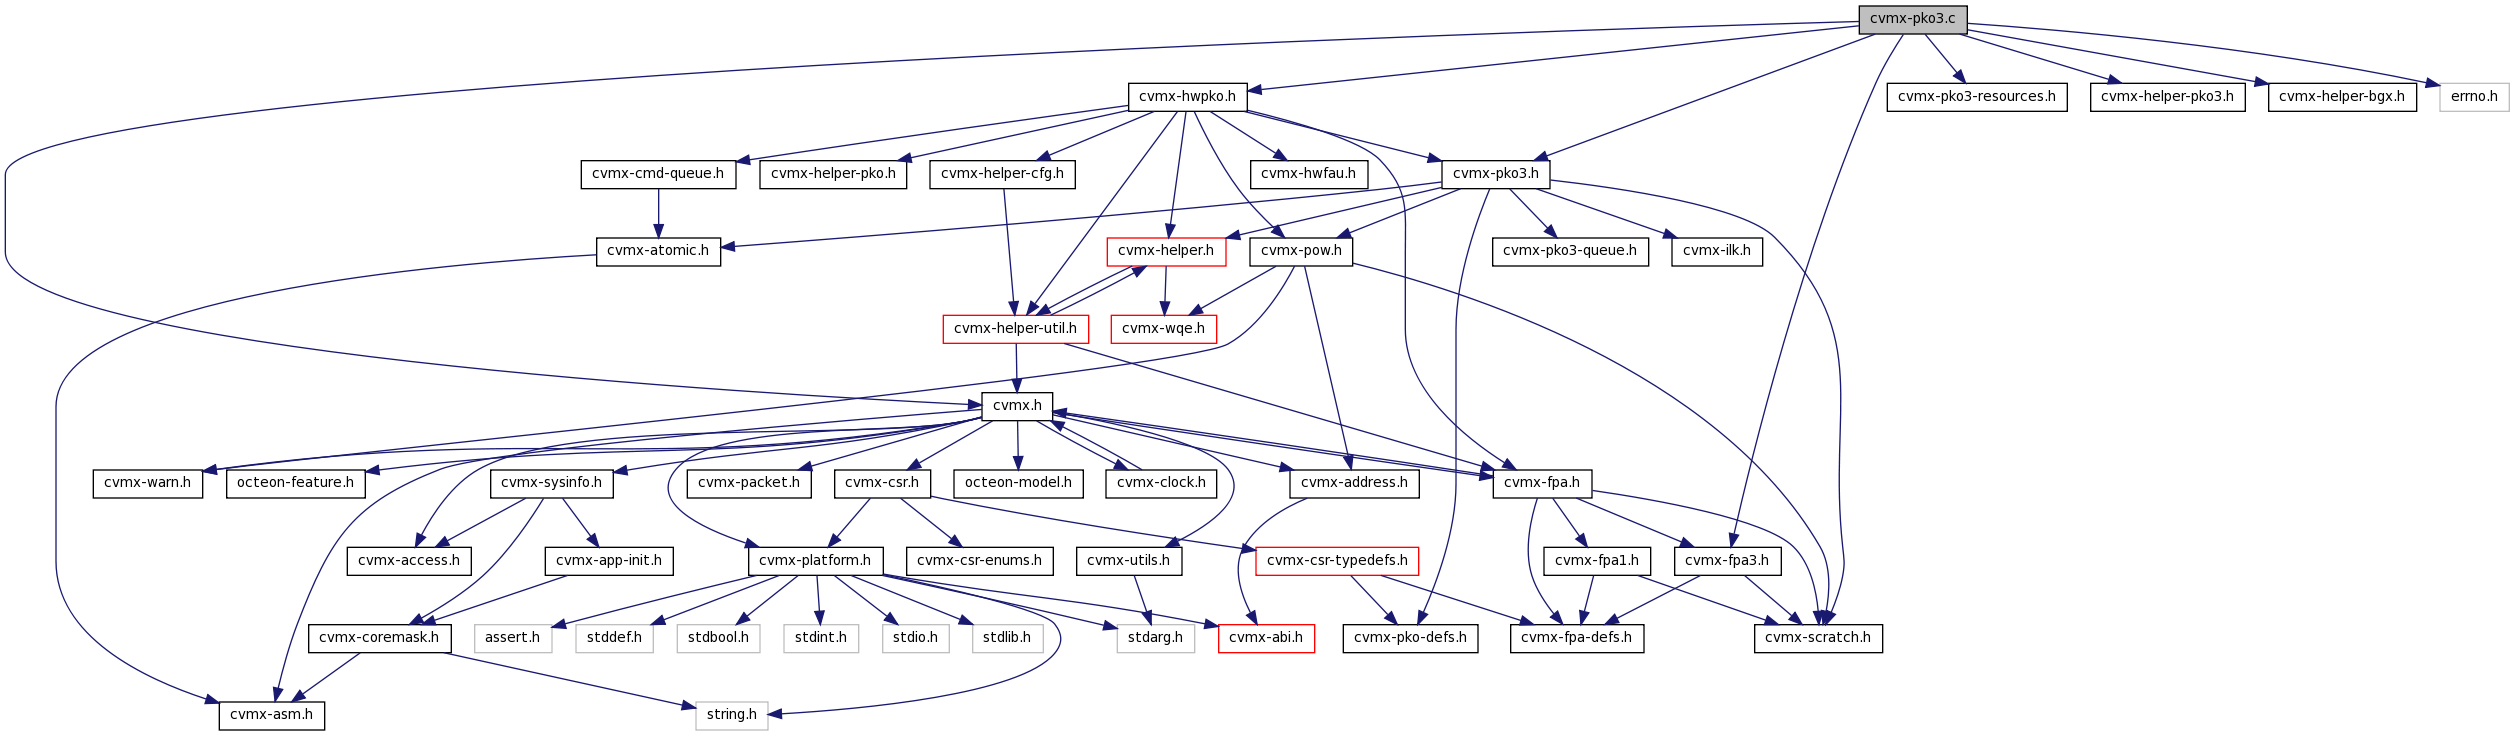 cvmx-pko3.c
cvmx-hwpko.h
cvmx-pko3-resources.h
cvmx-helper-pko3.h
cvmx-helper-bgx.h
errno.h
cvmx-cmd-queue.h
cvmx-helper-pko.h
cvmx-helper-cfg.h
cvmx-hwfau.h
cvmx-pko3.h
cvmx-atomic.h
cvmx-helper.h
cvmx-pow.h
cvmx-pko3-queue.h
cvmx-ilk.h
cvmx-helper-util.h
cvmx-wqe.h
cvmx.h
cvmx-warn.h
octeon-feature.h
cvmx-sysinfo.h
cvmx-packet.h
cvmx-csr.h
octeon-model.h
cvmx-clock.h
cvmx-address.h
cvmx-fpa.h
cvmx-access.h
cvmx-app-init.h
cvmx-platform.h
cvmx-csr-enums.h
cvmx-utils.h
cvmx-csr-typedefs.h
cvmx-fpa1.h
cvmx-fpa3.h
cvmx-coremask.h
assert.h
stddef.h
stdbool.h
stdint.h
stdio.h
stdlib.h
stdarg.h
cvmx-abi.h
cvmx-pko-defs.h
cvmx-fpa-defs.h
cvmx-scratch.h
cvmx-asm.h
string.h